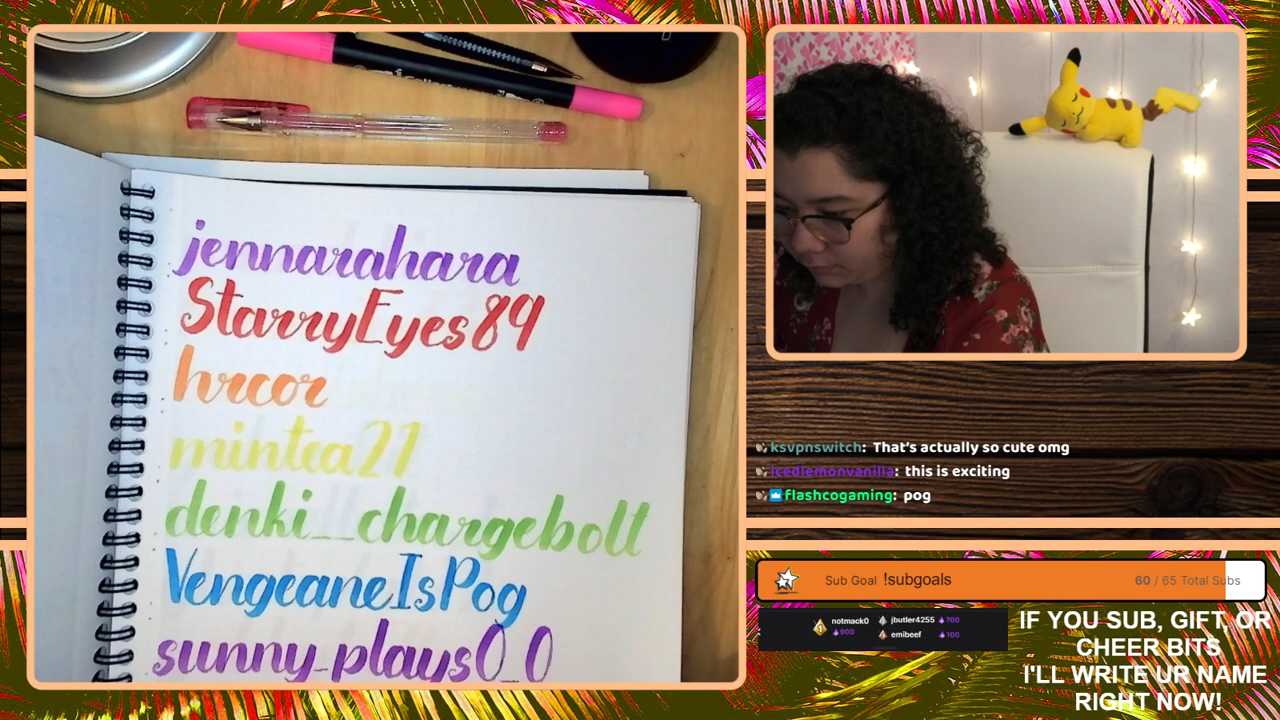 jennarahara
StarryEyes89
hrcor
mintea21
denki__chargebolt
VengeaneIsPog
sunny_plays0_0
ksvpnswitch: That's actually so cute omg
icedlemonvanilla: this is exciting
flashcogaming: pog
Sub Goal !subgoals 60 / 65 Total Subs
1 notmack0 900
jbutler4255 700
emibeef 100
IF YOU SUB, GIFT, OR
CHEER BITS
I'LL WRITE UR NAME
RIGHT NOW!